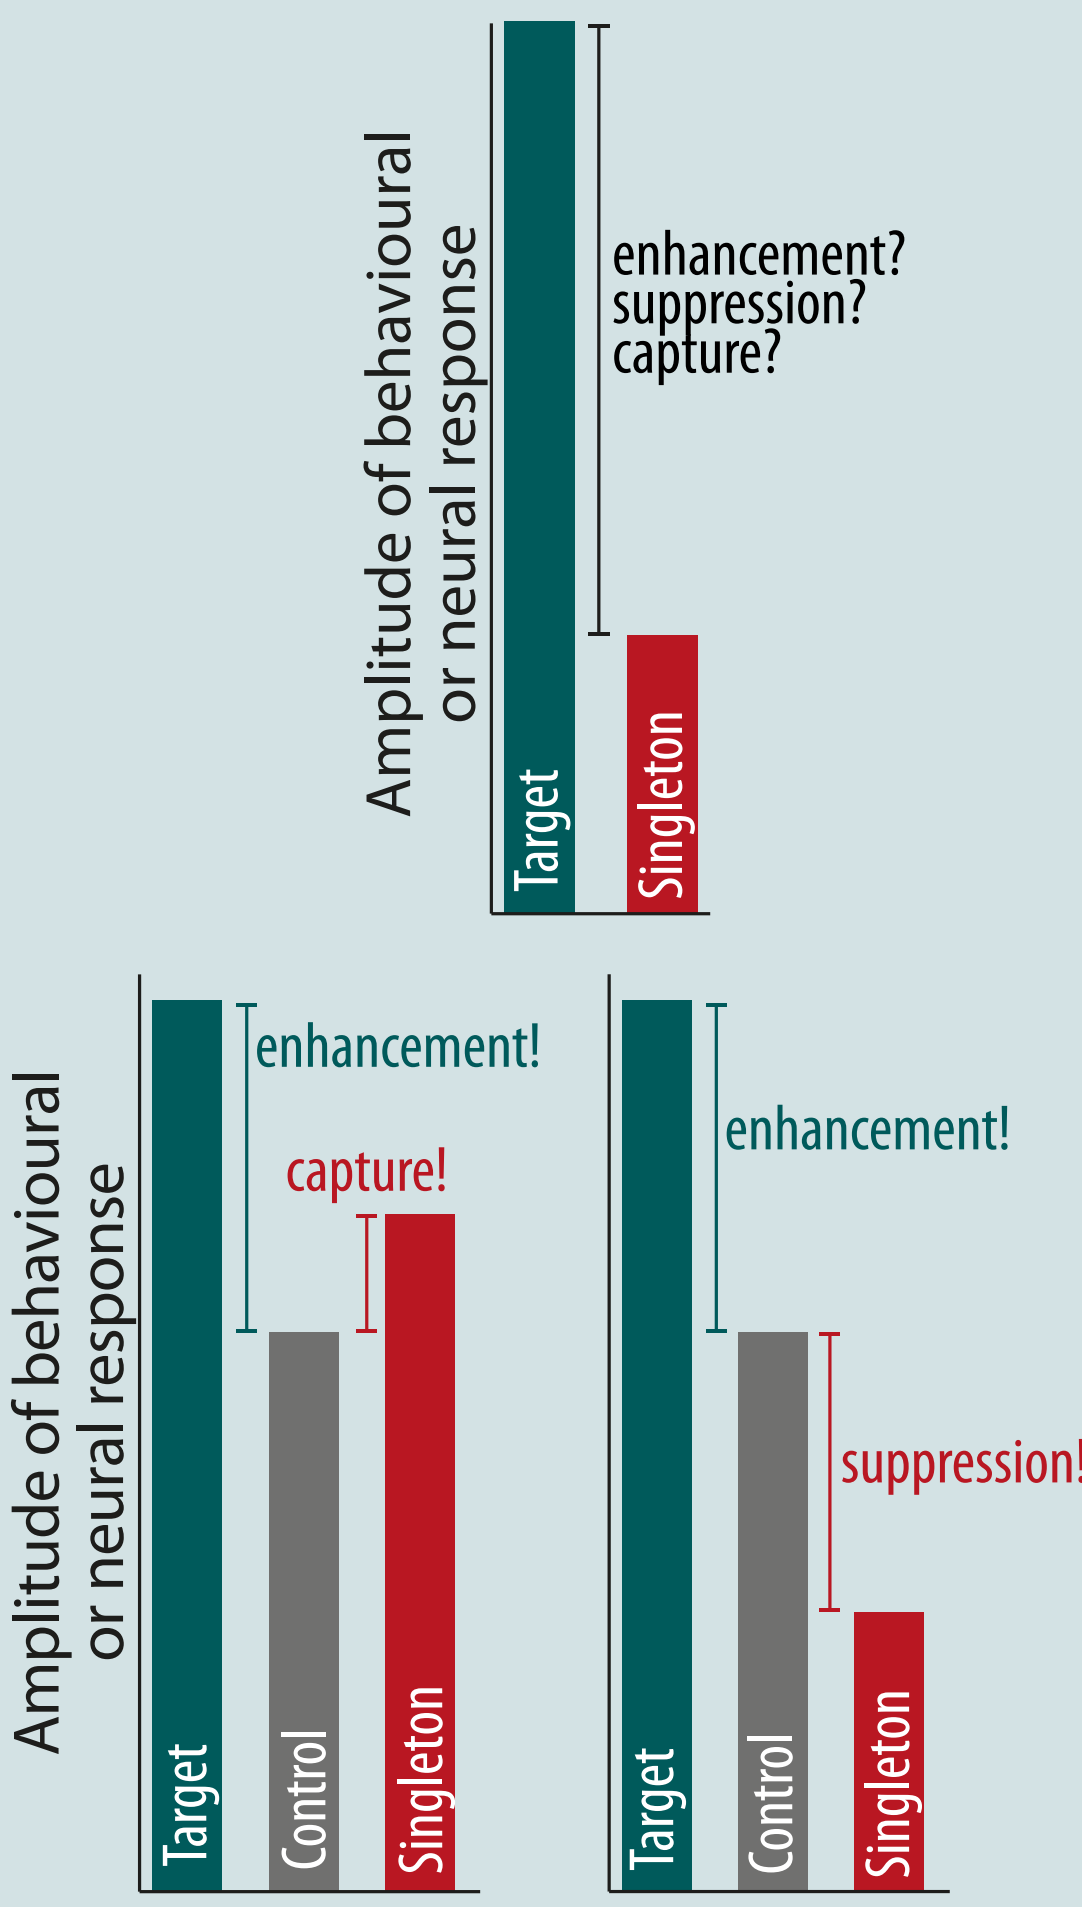 Amplitude of behavioural
or neural response
enhancement?
suppression?
capture?
Target
Singleton
Amplitude of behavioural
or neural response
enhancement!
capture!
Target
Control
Singleton
enhancement!
suppression!
Target
Control
Singleton